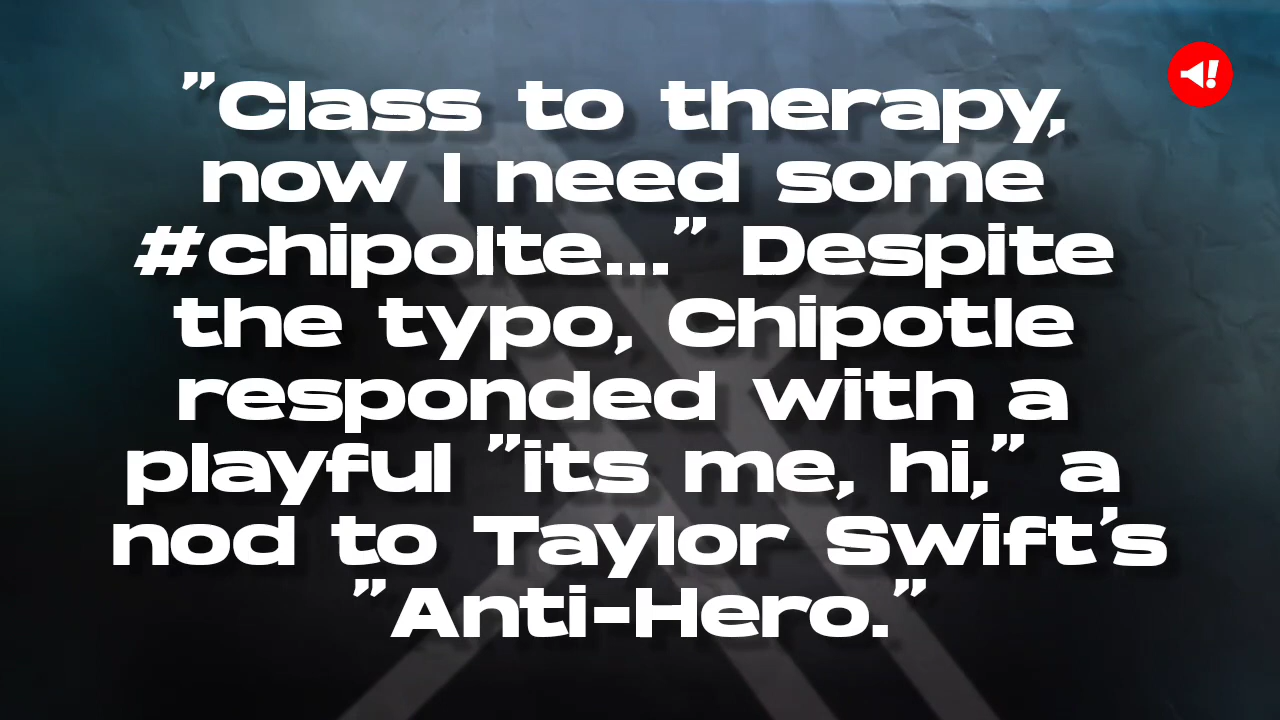 "Class to therapy,
now I need some
#chipolte..." Despite
the typo, Chipotle
responded with a
playful "its me, hi," a
nod to Taylor Swift's
"Anti-Hero."